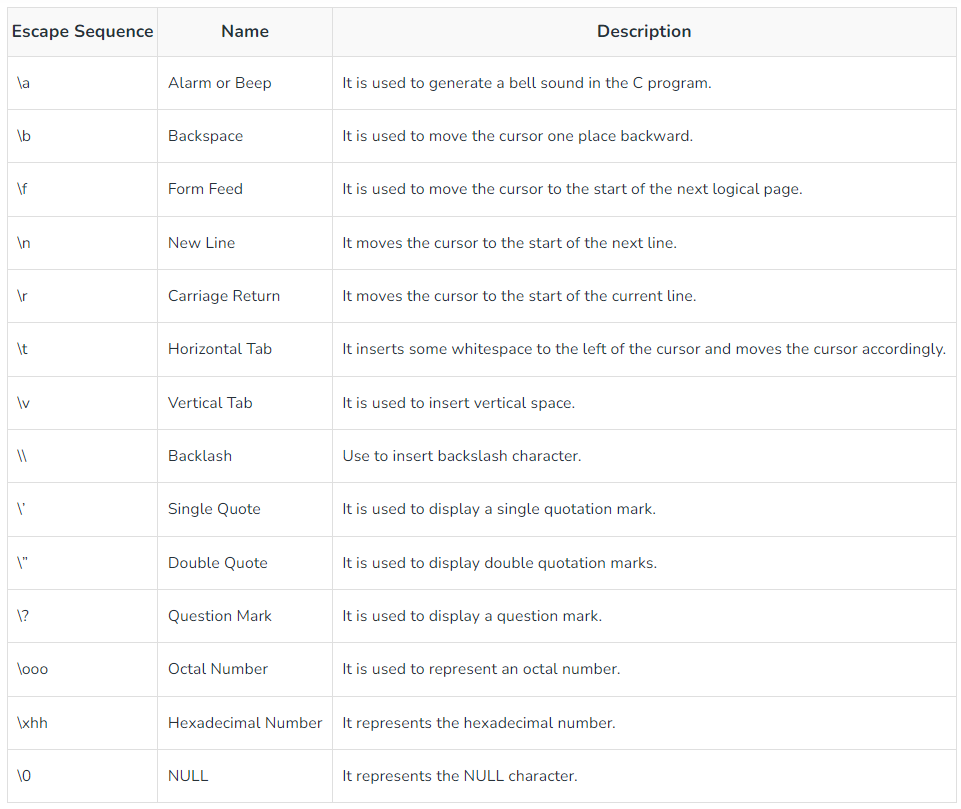 Escape Sequence Name Description
\a Alarm or Beep It is used to generate a bell sound in the C program.
\b Backspace It is used to move the cursor one place backward.
\f Form Feed It is used to move the cursor to the start of the next logical page.
\n New Line It moves the cursor to the start of the next line.
\r Carriage Return It moves the cursor to the start of the current line.
\t Horizontal Tab It inserts some whitespace to the left of the cursor and moves the cursor accordingly.
\v Vertical Tab It is used to insert vertical space.
\\ Backlash Use to insert backslash character.
\’ Single Quote It is used to display a single quotation mark.
\” Double Quote It is used to display double quotation marks.
\? Question Mark It is used to display a question mark.
\ooo Octal Number It is used to represent an octal number.
\xhh Hexadecimal Number It represents the hexadecimal number.
\0 NULL It represents the NULL character.